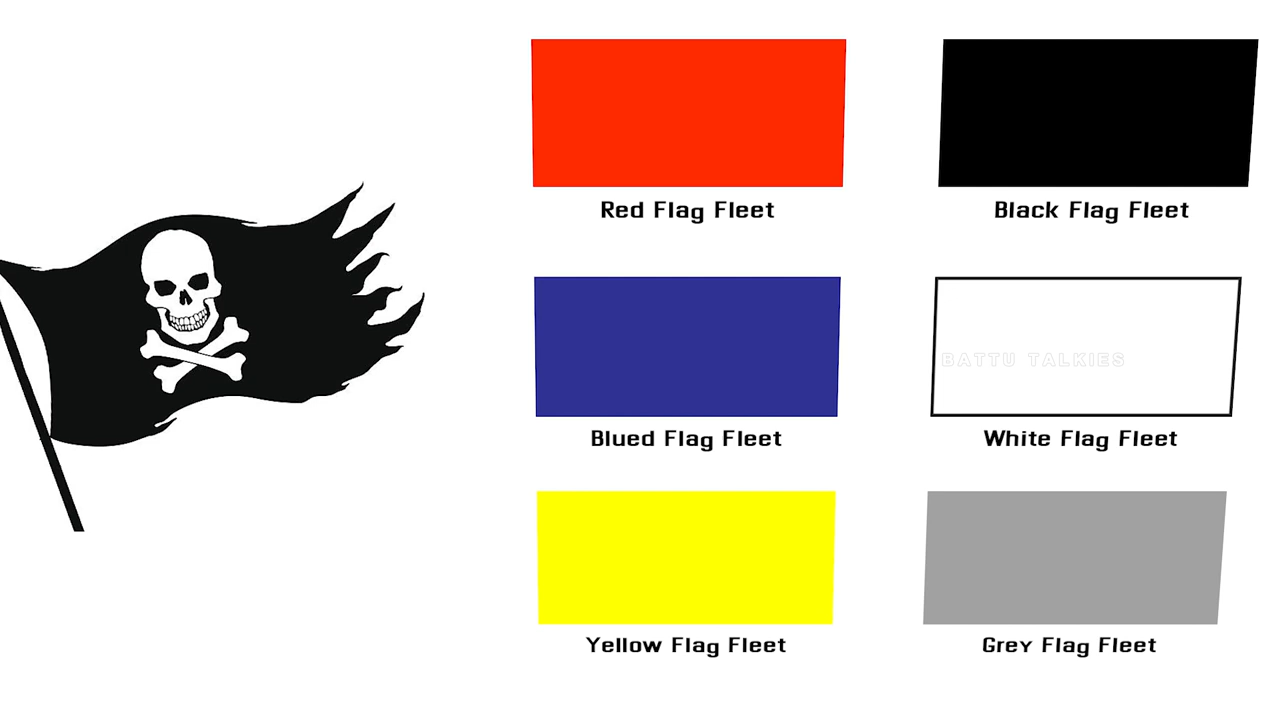 Red Flag Fleet
Black Flag Fleet
BATTU TALKIES
Blued Flag Fleet
White Flag Fleet
Yellow Flag Fleet
Grey Flag Fleet